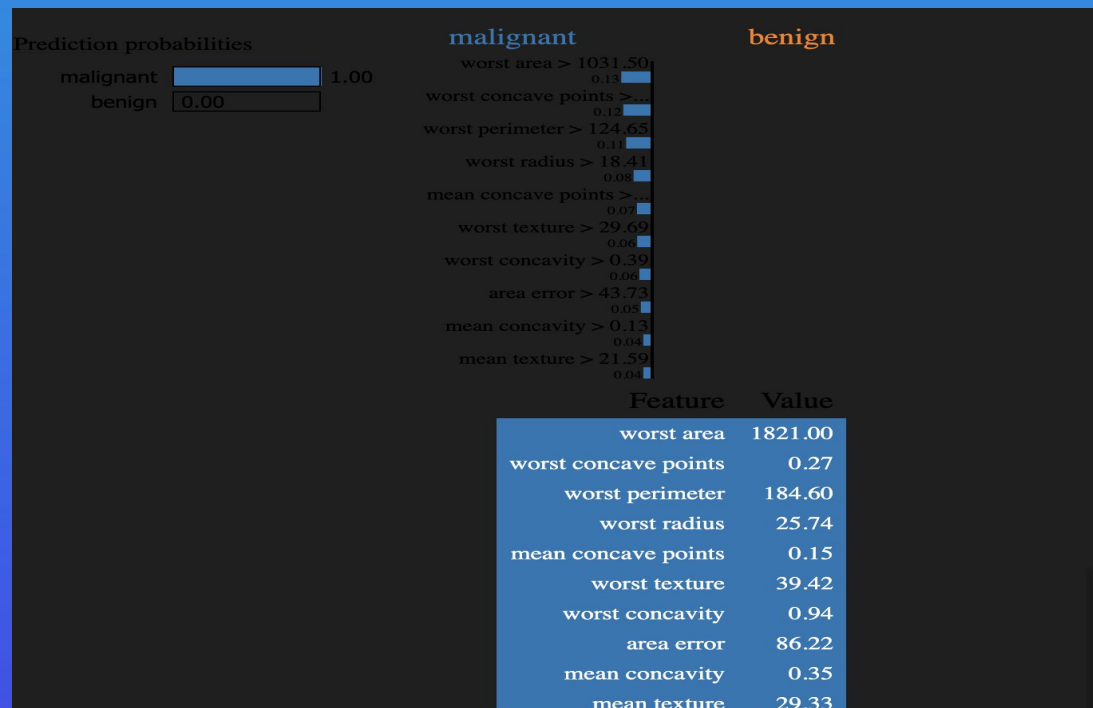 Prediction probabilities
malignant 1.00
benign 0.00
malignant benign
worst area > 1031.50
0.13
worst concave points >...
0.12
worst perimeter > 124.65
0.11
worst radius > 18.41
0.08
mean concave points >...
0.07
worst texture > 29.69
0.06
worst concavity > 0.39
0.06
area error > 43.73
0.05
mean concavity > 0.13
0.04
mean texture > 21.59
0.04
Feature Value
worst area 1821.00
worst concave points 0.27
worst perimeter 184.60
worst radius 25.74
mean concave points 0.15
worst texture 39.42
worst concavity 0.94
area error 86.22
mean concavity 0.35
mean texture 29.33